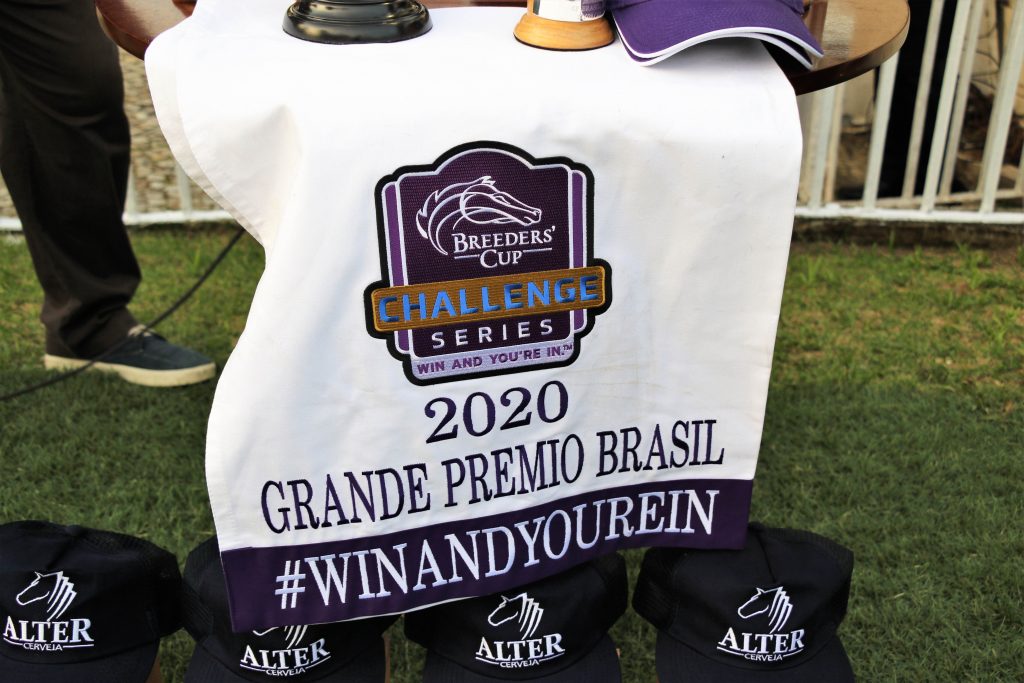 BREEDERS'
CUP
CHALLENGE
SERIES
WIN AND YOU'RE IN.™
2020
GRANDE PREMIO BRASIL
#WINANDYOUREIN
ALTER
CERVEJA
ALTER
CERVEJA
ALTER
CERVEJA
ALTER
CERVEJA